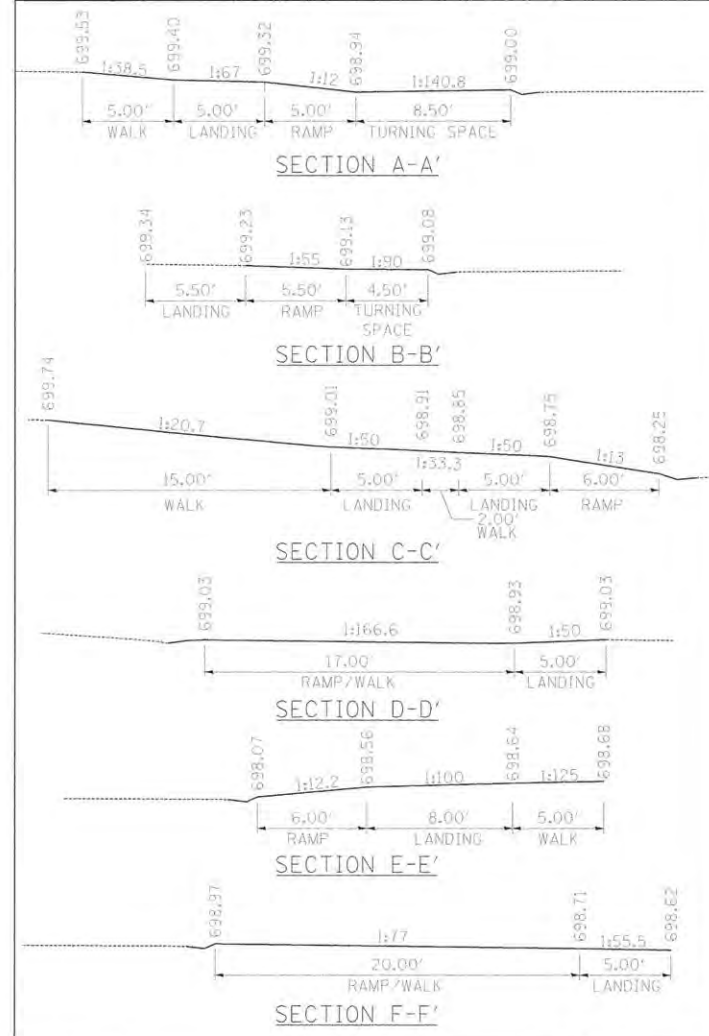 699.53 699.40 699.32 698.94 699.00
1:38.5 1:67 1:12 1:140.8
5.00' 5.00' 5.00' 8.50'
WALK LANDING RAMP TURNING SPACE
SECTION A-A'
699.34 699.23 699.13 699.08
1:55 1:90
5.50' 5.50' 4.50'
LANDING RAMP TURNING
SPACE
SECTION B-B'
699.74 699.01 698.91 698.85 698.75 698.25
1:20.7 1:50 1:33.3 1:50 1:13
15.00' 5.00' 5.00' 6.00'
WALK LANDING LANDING RAMP
2.00'
WALK
SECTION C-C'
699.03 698.93 699.03
1:166.6 1:50
17.00' 5.00'
RAMP/WALK LANDING
SECTION D-D'
698.07 698.56 698.64 698.68
1:12.2 1:100 1:125
6.00' 8.00' 5.00'
RAMP LANDING WALK
SECTION E-E'
698.97 698.71 698.62
1:77 1:55.5
20.00' 5.00'
RAMP/WALK LANDING
SECTION F-F'